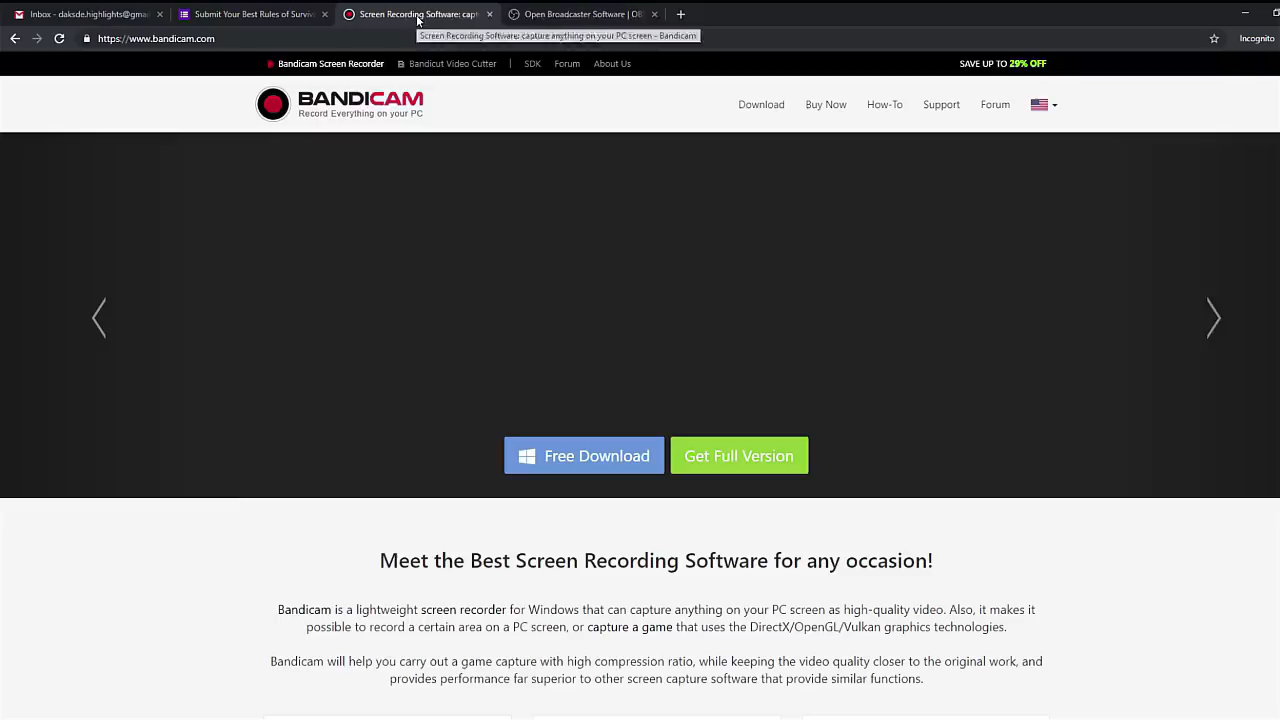 Inbox - daksde.highlights@gmai
Submit Your Best Rules of Surviv
Screen Recording Software: capt
Open Broadcaster Software | OB
https://www.bandicam.com
Screen Recording Software: capture anything on your PC screen - Bandicam
Incognito
Bandicam Screen Recorder
Bandicut Video Cutter
SDK
Forum
About Us
SAVE UP TO 29% OFF
BANDICAM
Record Everything on your PC
Download
Buy Now
How-To
Support
Forum
Free Download
Get Full Version
Meet the Best Screen Recording Software for any occasion!
Bandicam is a lightweight screen recorder for Windows that can capture anything on your PC screen as high-quality video. Also, it makes it
possible to record a certain area on a PC screen, or capture a game that uses the DirectX/OpenGL/Vulkan graphics technologies.
Bandicam will help you carry out a game capture with high compression ratio, while keeping the video quality closer to the original work, and
provides performance far superior to other screen capture software that provide similar functions.